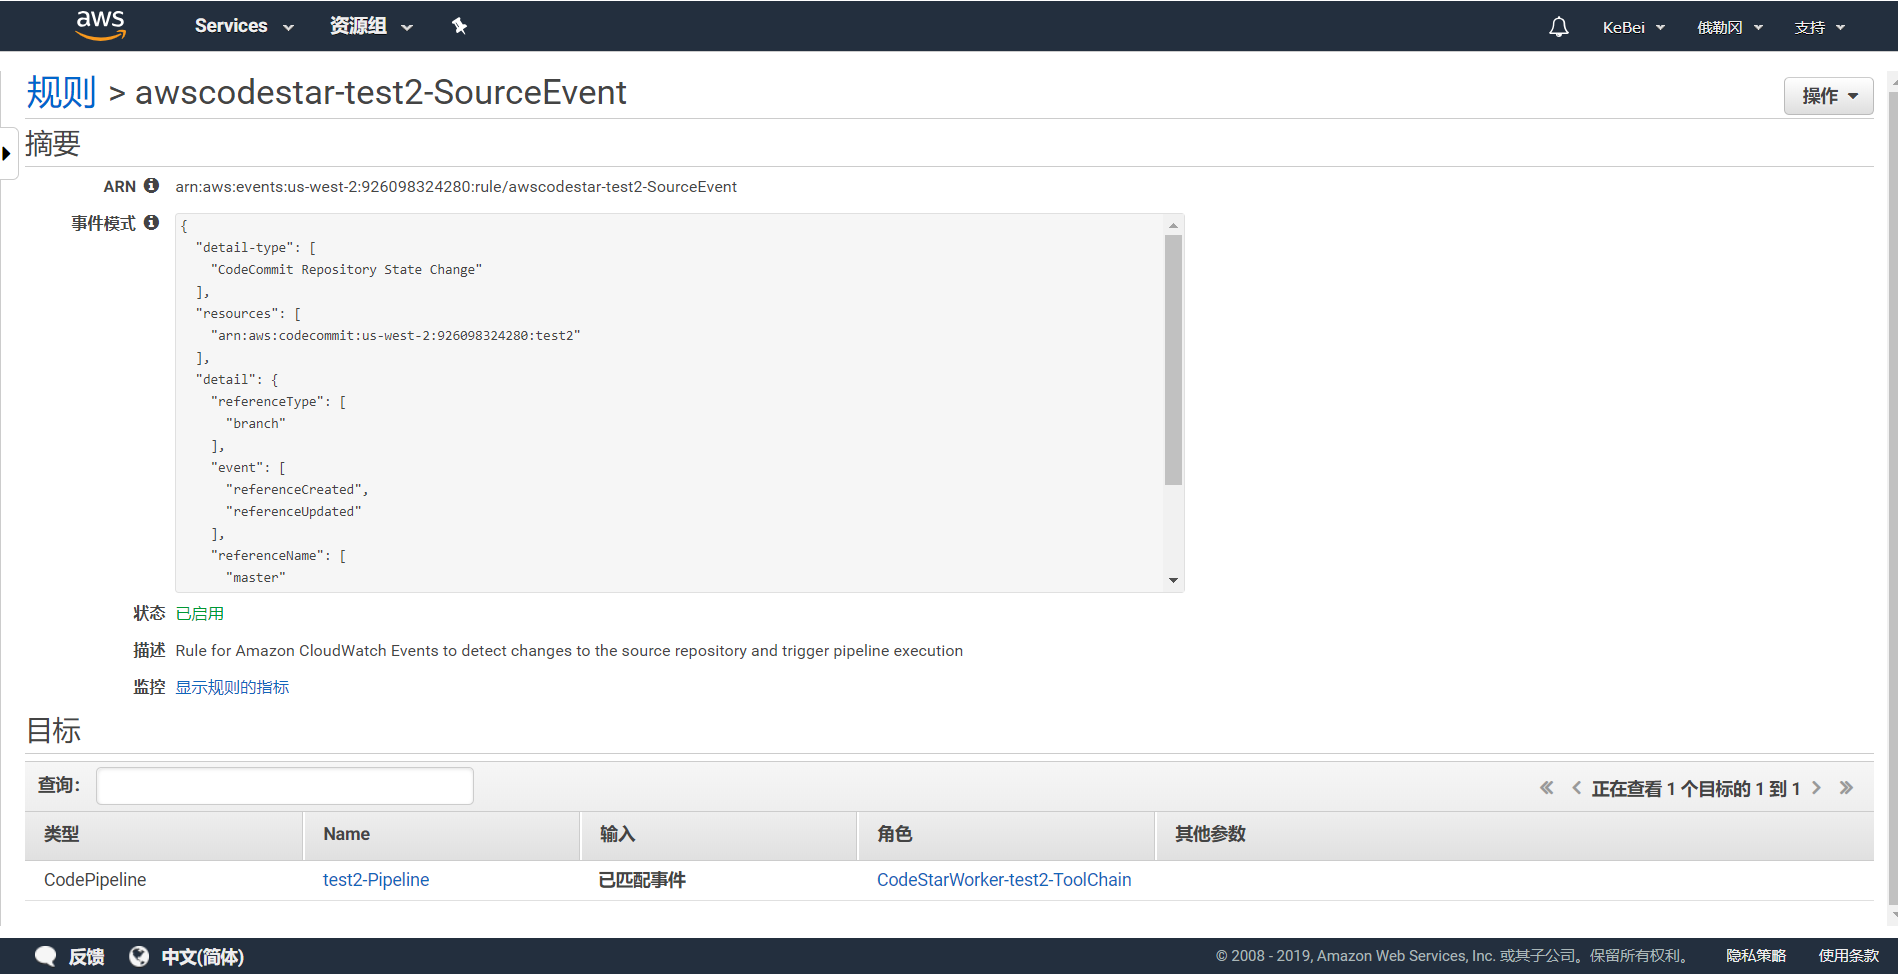 aws Services 资源组 KeBei 俄勒冈 支持
规则 > awscodestar-test2-SourceEvent 操作
摘要
ARN arn:aws:events:us-west-2:926098324280:rule/awscodestar-test2-SourceEvent
事件模式
{
"detail-type": [
"CodeCommit Repository State Change"
],
"resources": [
"arn:aws:codecommit:us-west-2:926098324280:test2"
],
"detail": {
"referenceType": [
"branch"
],
"event": [
"referenceCreated",
"referenceUpdated"
],
"referenceName": [
"master"
状态 已启用
描述 Rule for Amazon CloudWatch Events to detect changes to the source repository and trigger pipeline execution
监控 显示规则的指标
目标
查询: « ‹ 正在查看 1 个目标的 1 到 1 › »
类型 Name 输入 角色 其他参数
CodePipeline test2-Pipeline 已匹配事件 CodeStarWorker-test2-ToolChain
反馈 中文(简体) © 2008 - 2019, Amazon Web Services, Inc. 或其子公司。保留所有权利。 隐私策略 使用条款